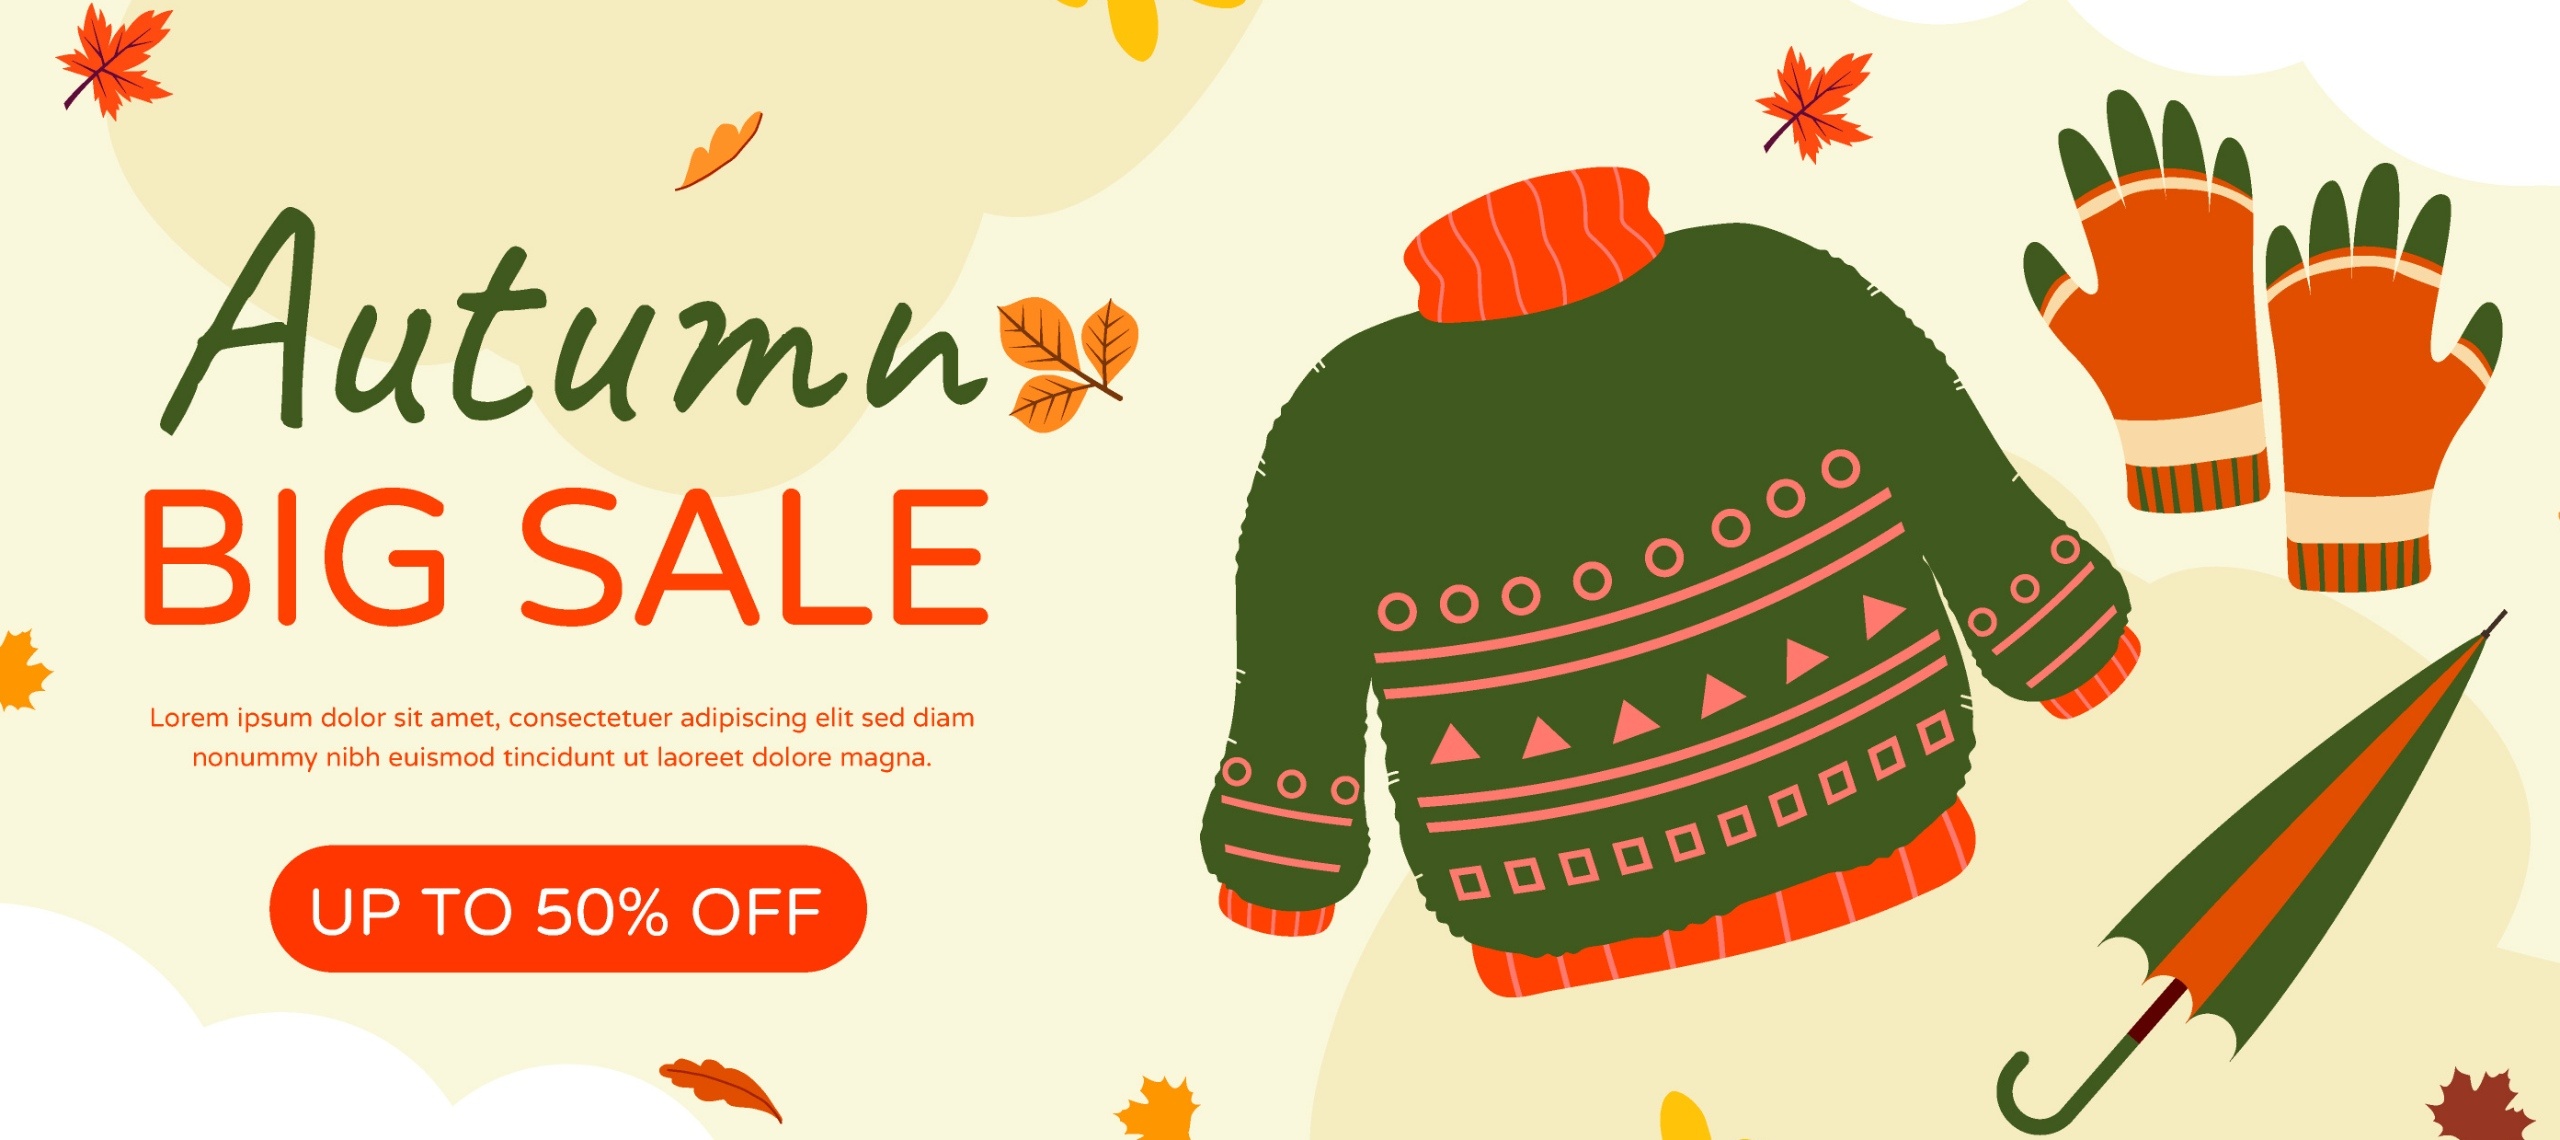 Autumn
BIG SALE
Lorem ipsum dolor sit amet, consectetuer adipiscing elit sed diam
nonummy nibh euismod tincidunt ut laoreet dolore magna.
UP TO 50% OFF